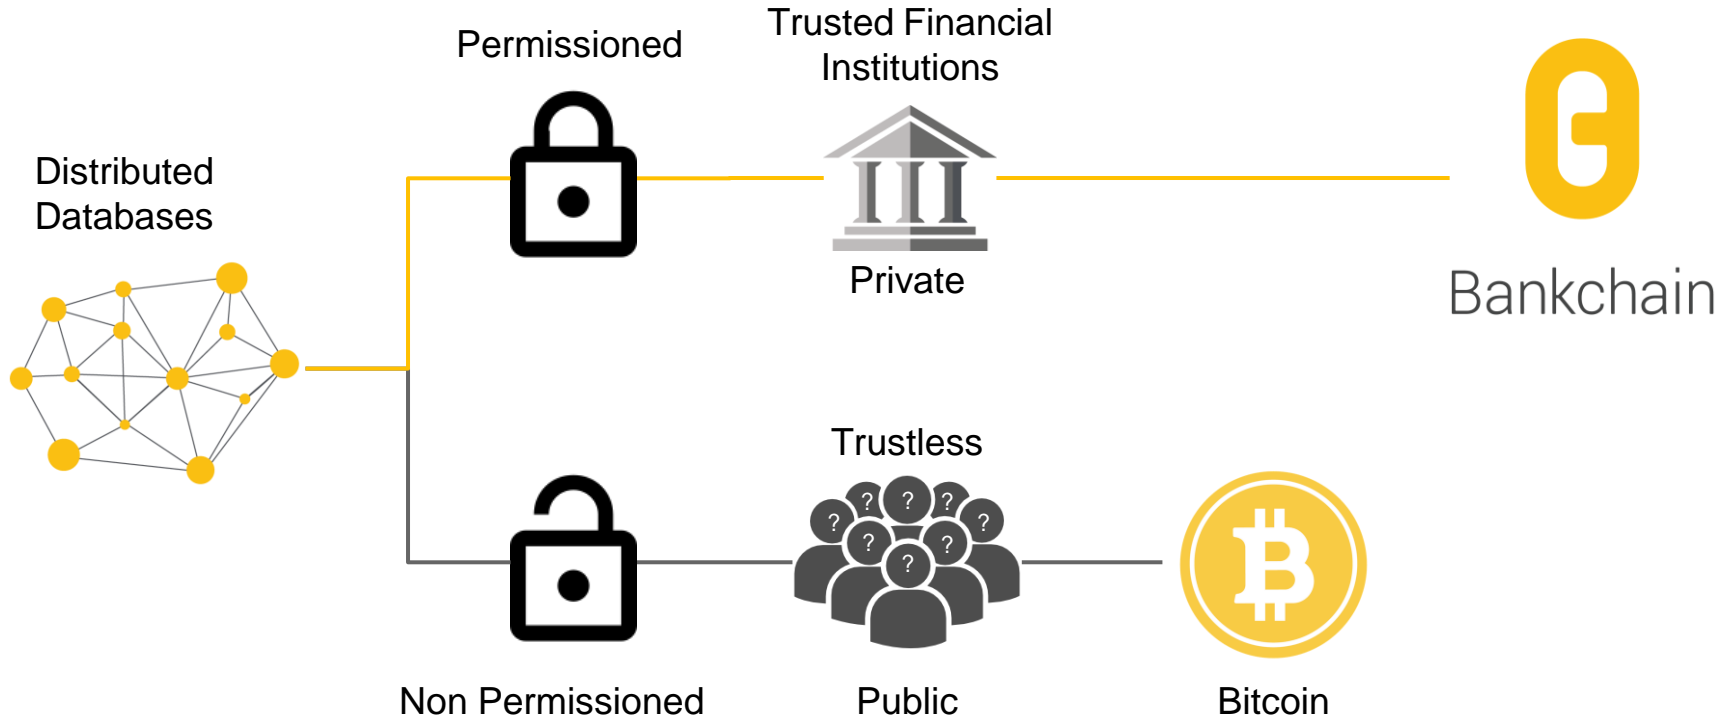 Distributed
Databases
Permissioned
Trusted Financial
Institutions
Private
Bankchain
Non Permissioned
Trustless
? ? ? ? ? ? ? ?
Public
Bitcoin